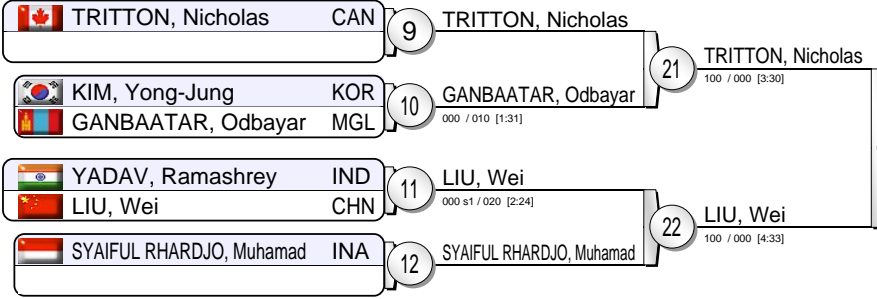 TRITTON, Nicholas CAN
9
TRITTON, Nicholas
21
TRITTON, Nicholas
100 / 000 [3:30]
KIM, Yong-Jung KOR
GANBAATAR, Odbayar MGL
10
GANBAATAR, Odbayar
000 / 010 [1:31]
YADAV, Ramashrey IND
LIU, Wei CHN
11
LIU, Wei
000 s1 / 020 [2:24]
22
LIU, Wei
100 / 000 [4:33]
SYAIFUL RHARDJO, Muhamad INA
12
SYAIFUL RHARDJO, Muhamad